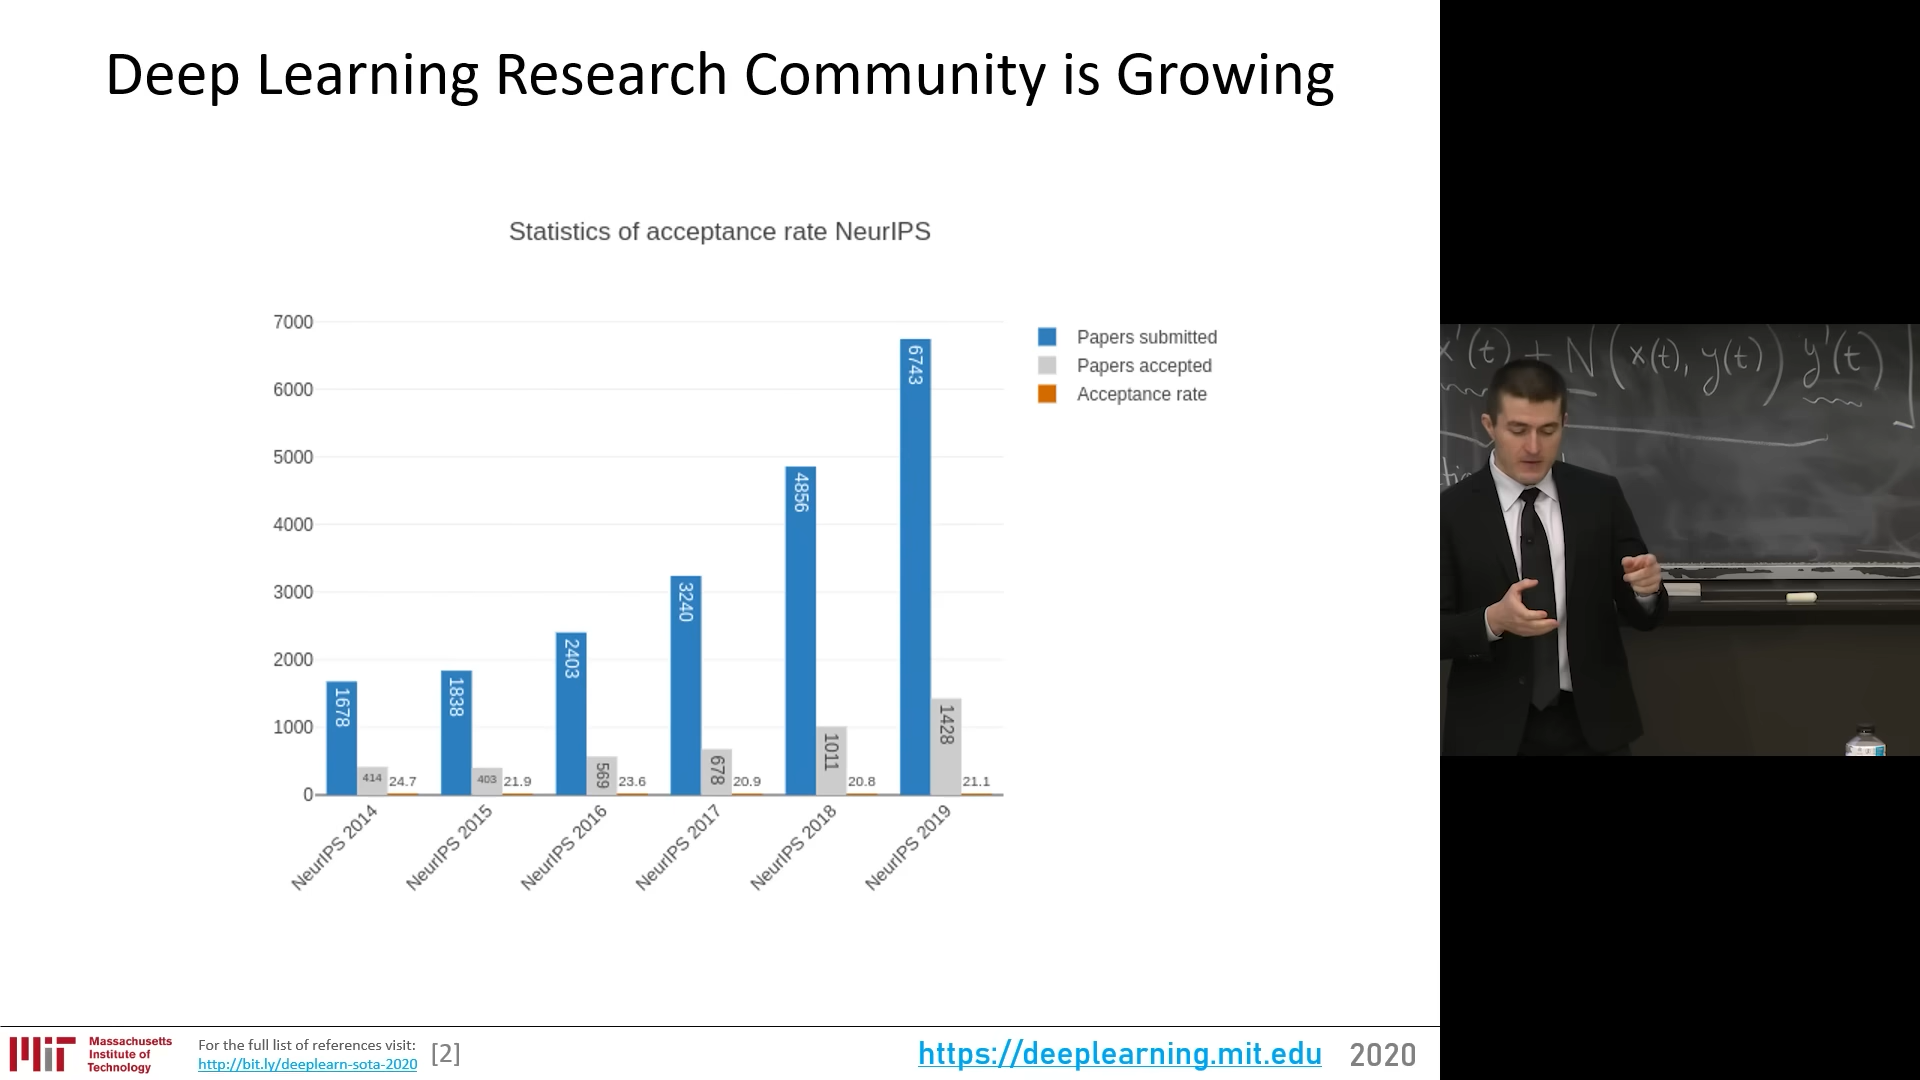 Deep Learning Research Community is Growing
Statistics of acceptance rate NeurIPS
7000
6000
5000
4000
3000
2000
1000
0
Papers submitted
Papers accepted
Acceptance rate
1678
414
24.7
1838
403
21.9
2403
569
23.6
3240
678
20.9
4856
1011
20.8
6743
1428
21.1
NeurIPS 2014
NeurIPS 2015
NeurIPS 2016
NeurIPS 2017
NeurIPS 2018
NeurIPS 2019
x'(t) + N(x(t), y(t)) y'(t)]
MIT
Massachusetts
Institute of
Technology
For the full list of references visit:
http://bit.ly/deeplearn-sota-2020
[2]
https://deeplearning.mit.edu
2020